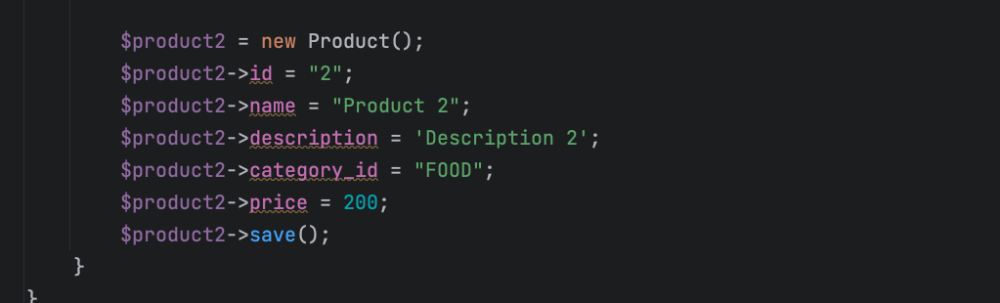 $product2 = new Product();
$product2->id = "2";
$product2->name = "Product 2";
$product2->description = 'Description 2';
$product2->category_id = "FOOD";
$product2->price = 200;
$product2->save();
}
}